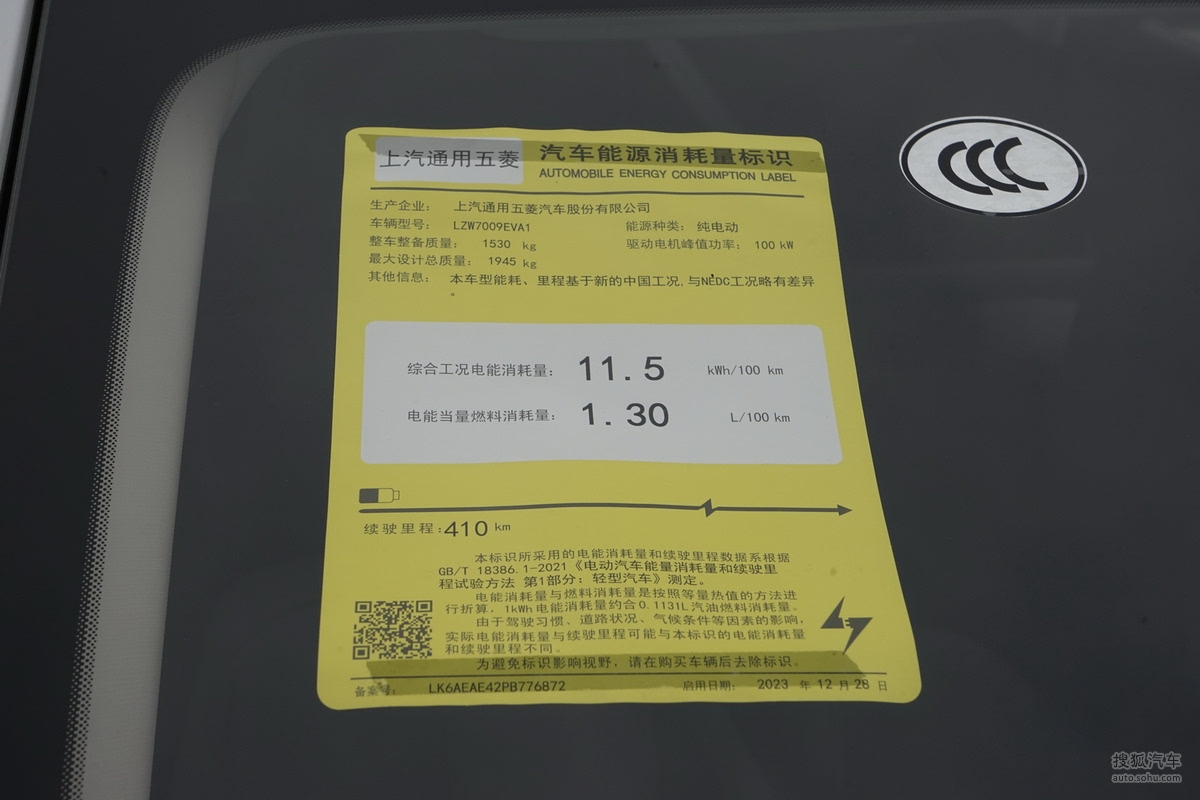 上汽通用五菱 汽车能源消耗量标识
AUTOMOBILE ENERGY CONSUMPTION LABEL
CCC
生产企业： 上汽通用五菱汽车股份有限公司
车辆型号： LZW7009EVA1 能源种类： 纯电动
整车整备质量： 1530 kg 驱动电机峰值功率： 100 kW
最大设计总质量： 1945 kg
其他信息： 本车型能耗、里程基于新的中国工况,与NEDC工况略有差异
。
综合工况电能消耗量： 11.5 kWh/100 km
电能当量燃料消耗量： 1.30 L/100 km
续驶里程:410 km
本标识所采用的电能消耗量和续驶里程数据系根据
GB/T 18386.1-2021《电动汽车能量消耗量和续驶里
程试验方法 第1部分：轻型汽车》测定。
电能消耗量与燃料消耗量是按照等量热值的方法进
行折算，1kWh电能消耗量约合0.1131L汽油燃料消耗量。
由于驾驶习惯、道路状况、气候条件等因素的影响，
实际电能消耗量与续驶里程可能与本标识的电能消耗量
和续驶里程不同。
为避免标识影响视野，请在购买车辆后去除标识。
备案号： LK6AEAE42PB776872 启用日期： 2023 年 12 月 28 日
搜狐汽车
auto.sohu.com